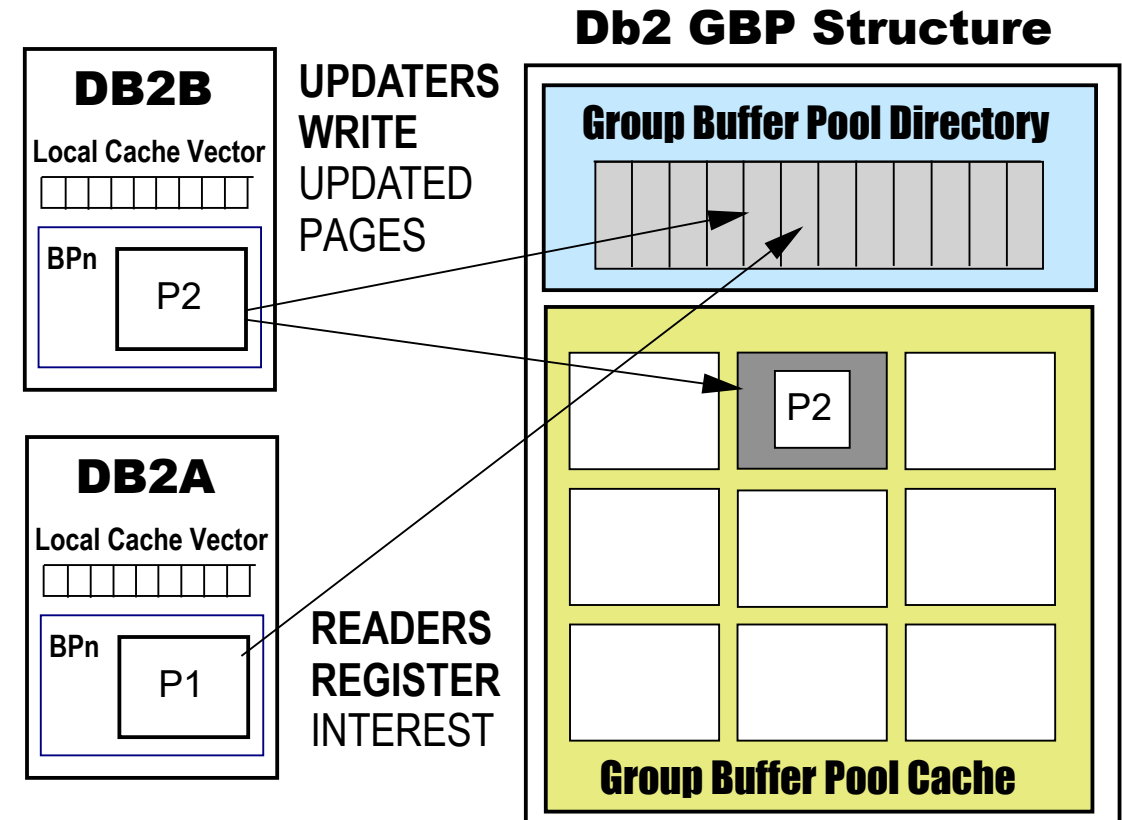 Db2 GBP Structure
DB2B
Local Cache Vector
BPn
P2
UPDATERS
WRITE
UPDATED
PAGES
Group Buffer Pool Directory
P2
DB2A
Local Cache Vector
BPn
P1
READERS
REGISTER
INTEREST
Group Buffer Pool Cache